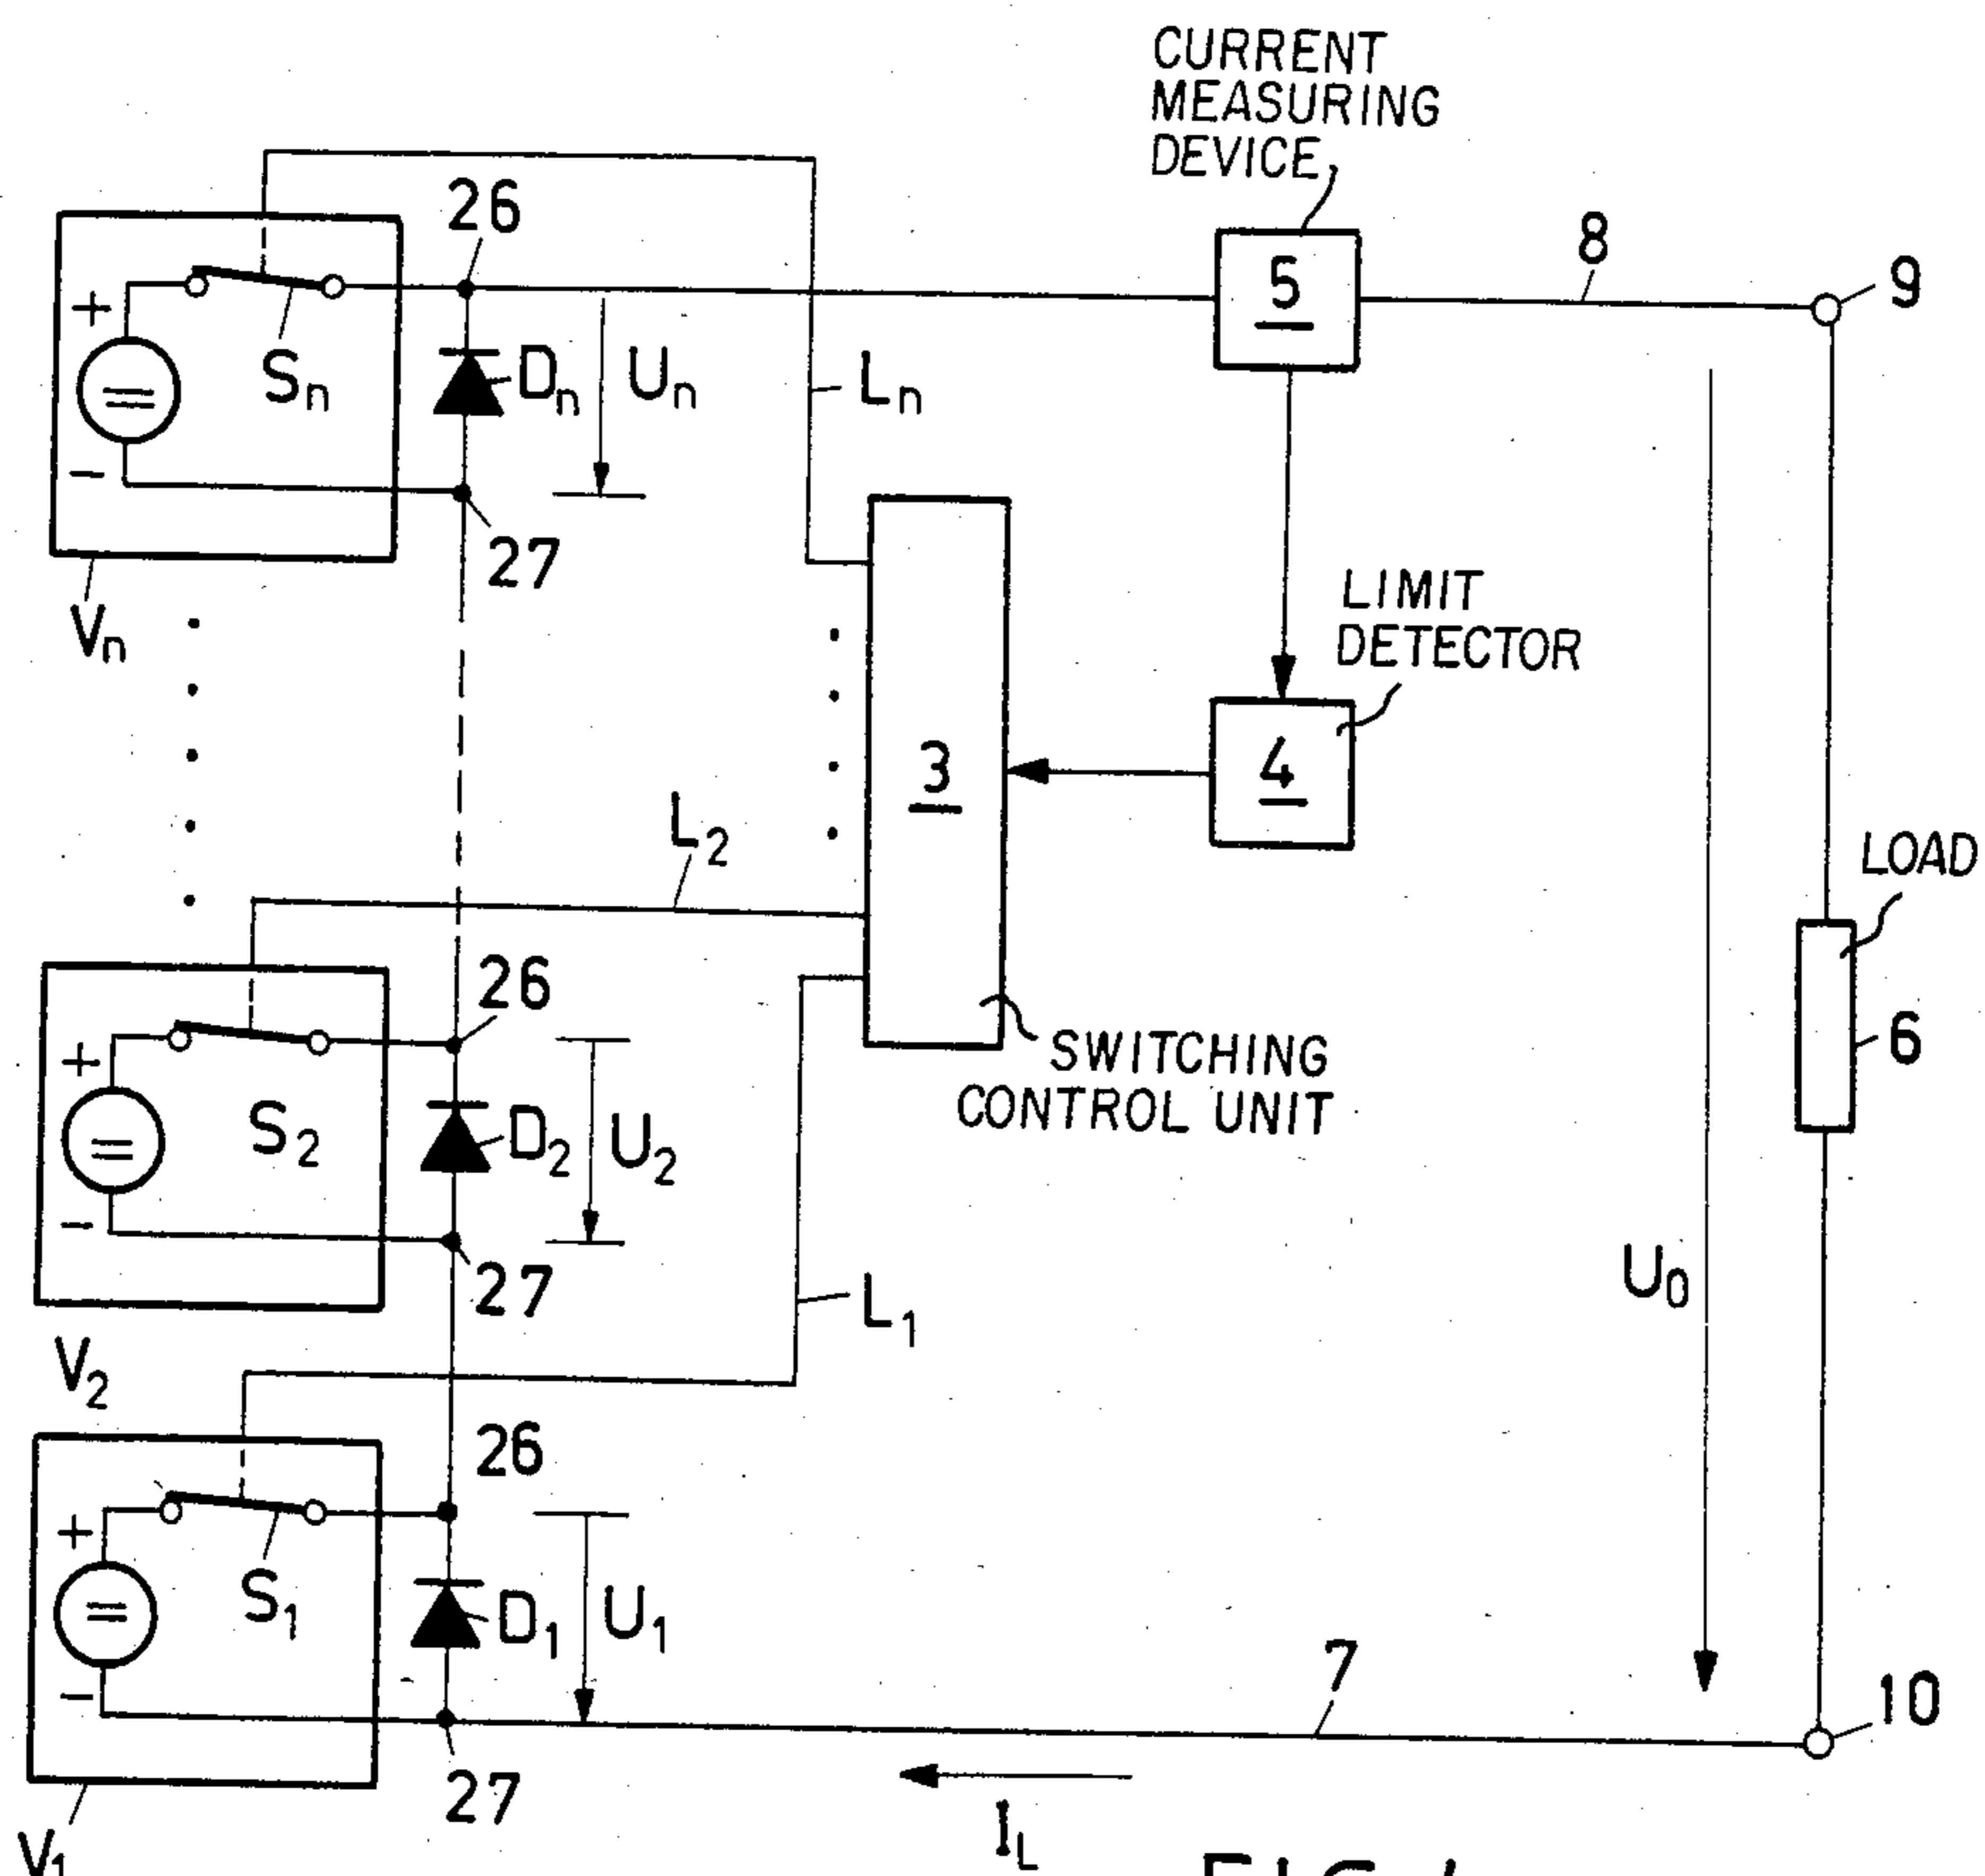 CURRENT
MEASURING
DEVICE
26
5
8
9
+
Sn
Dn
Un
Ln
−
27
Vn
LIMIT
DETECTOR
3
4
L2
LOAD
26
6
+
S2
D2
U2
SWITCHING
CONTROL UNIT
−
27
L1
U0
V2
26
+
S1
D1
U1
7
−
10
27
IL
V1